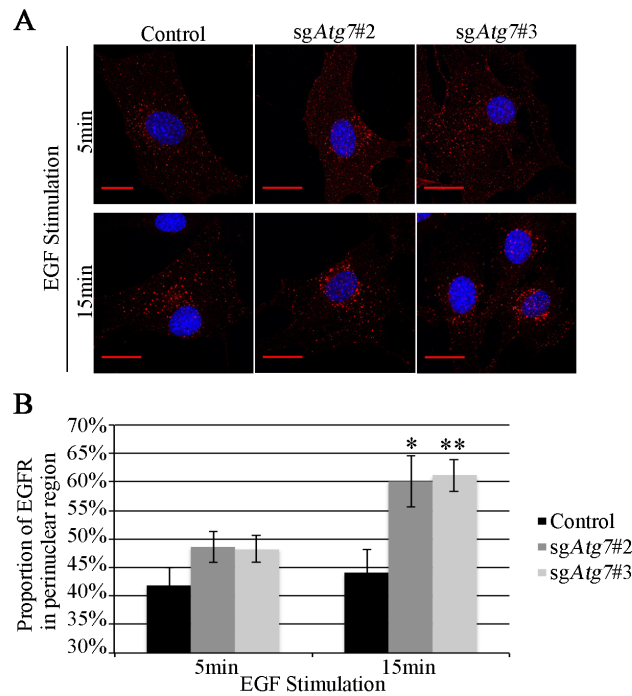 A
Control
sgAtg7#2
sgAtg7#3
EGF Stimulation
5min
15min
B
Proportion of EGFR
in perinuclear region
70%
65%
60%
55%
50%
45%
40%
35%
30%
*
**
Control
sgAtg7#2
sgAtg7#3
5min
15min
EGF Stimulation